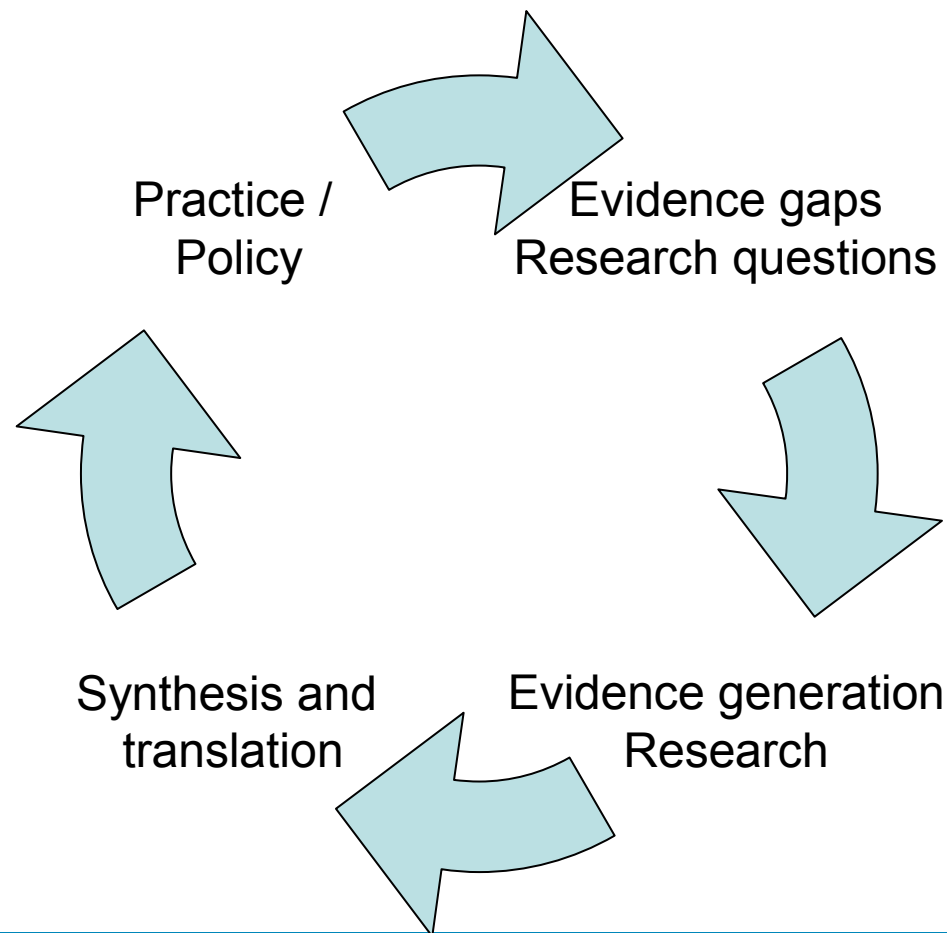 Practice /
Policy
Evidence gaps
Research questions
Evidence generation
Research
Synthesis and
translation